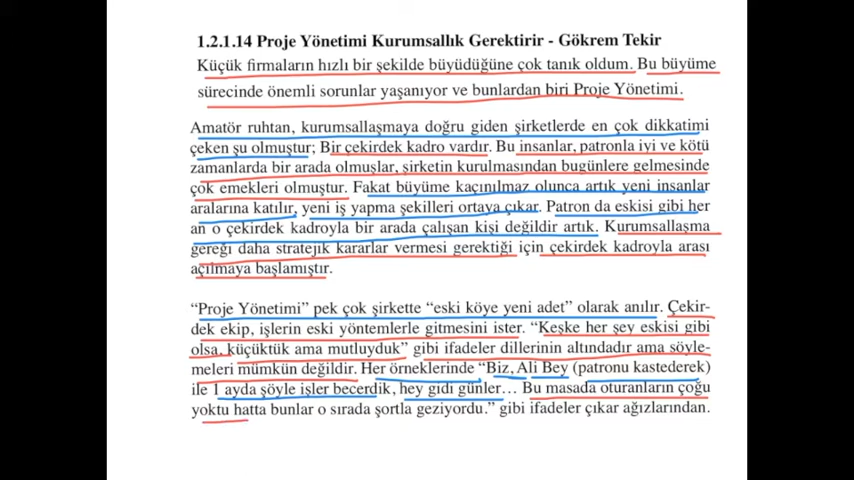 1.2.1.14 Proje Yönetimi Kurumsallık Gerektirir - Gökrem Tekir
Küçük firmaların hızlı bir şekilde büyüdüğüne çok tanık oldum. Bu büyüme
sürecinde önemli sorunlar yaşanıyor ve bunlardan biri Proje Yönetimi.
Amatör ruhtan, kurumsallaşmaya doğru giden şirketlerde en çok dikkatimi
çeken şu olmuştur; Bir çekirdek kadro vardır. Bu insanlar, patronla iyi ve kötü
zamanlarda bir arada olmuşlar, şirketin kurulmasından bugünlere gelmesinde
çok emekleri olmuştur. Fakat büyüme kaçınılmaz olunca artık yeni insanlar
aralarına katılır, yeni iş yapma şekilleri ortaya çıkar. Patron da eskisi gibi her
an o çekirdek kadroyla bir arada çalışan kişi değildir artık. Kurumsallaşma
gereği daha stratejik kararlar vermesi gerektiği için çekirdek kadroyla arası
açılmaya başlamıştır.
“Proje Yönetimi” pek çok şirkette “eski köye yeni adet” olarak anılır. Çekir-
dek ekip, işlerin eski yöntemlerle gitmesini ister. “Keşke her şey eskisi gibi
olsa, küçüktük ama mutluyduk” gibi ifadeler dillerinin altındadır ama söyle-
meleri mümkün değildir. Her örneklerinde “Biz, Ali Bey (patronu kastederek)
ile 1 ayda şöyle işler becerdik, hey gidi günler… Bu masada oturanların çoğu
yoktu hatta bunlar o sırada şortla geziyordu.” gibi ifadeler çıkar ağızlarından.